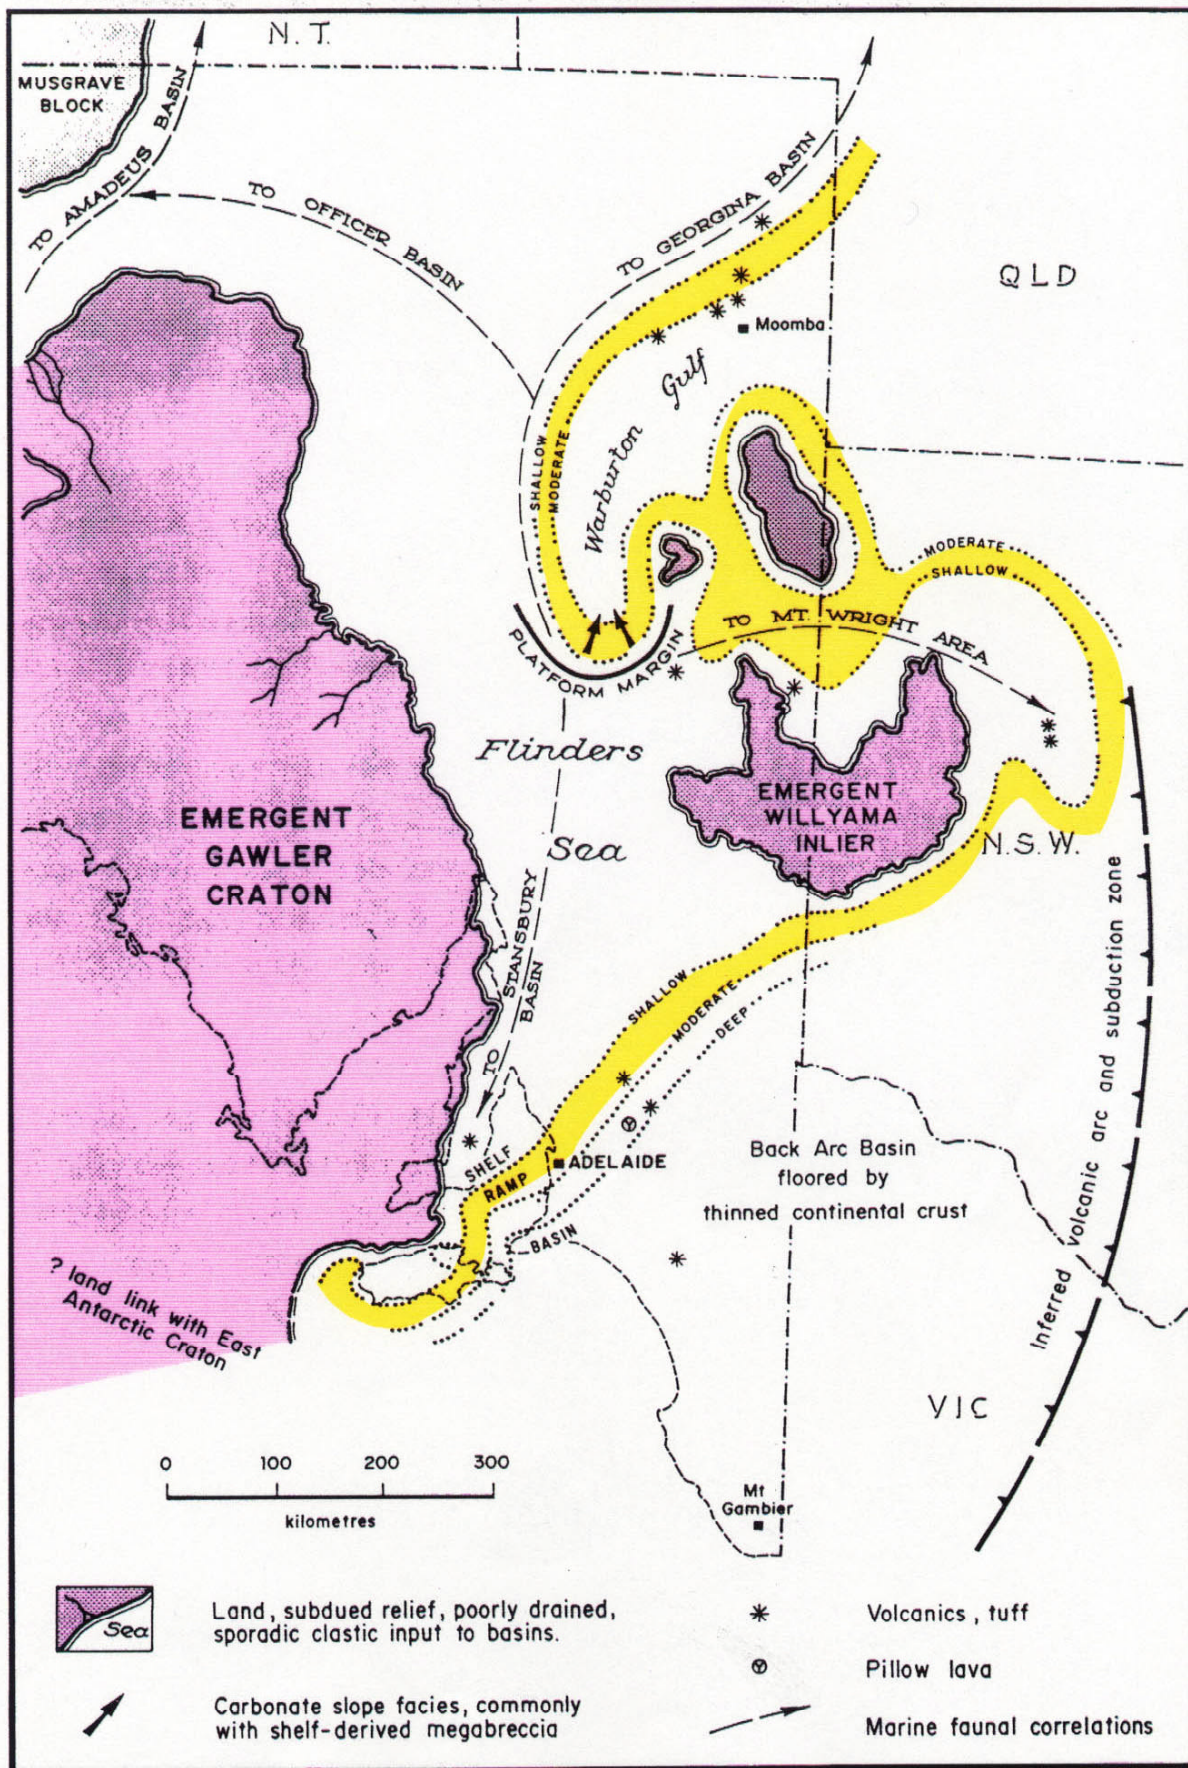 N.T.
MUSGRAVE
BLOCK
TO AMADEUS BASIN
TO OFFICER BASIN
TO GEORGINA BASIN
QLD
Moomba
Warburton Gulf
SHALLOW
MODERATE
MODERATE
SHALLOW
TO MT. WRIGHT AREA
PLATFORM MARGIN
Flinders
Sea
EMERGENT
GAWLER
CRATON
EMERGENT
WILLYAMA
INLIER
N.S.W.
TO STANSBURY
BASIN
SHALLOW
MODERATE
DEEP
SHELF
RAMP
BASIN
ADELAIDE
Back Arc Basin
floored by
thinned continental crust
Inferred volcanic arc and subduction zone
? land link with East
Antarctic Craton
VIC
Mt
Gambier
0 100 200 300
kilometres
Sea
Land, subdued relief, poorly drained,
sporadic clastic input to basins.
Carbonate slope facies, commonly
with shelf-derived megabreccia
Volcanics, tuff
Pillow lava
Marine faunal correlations